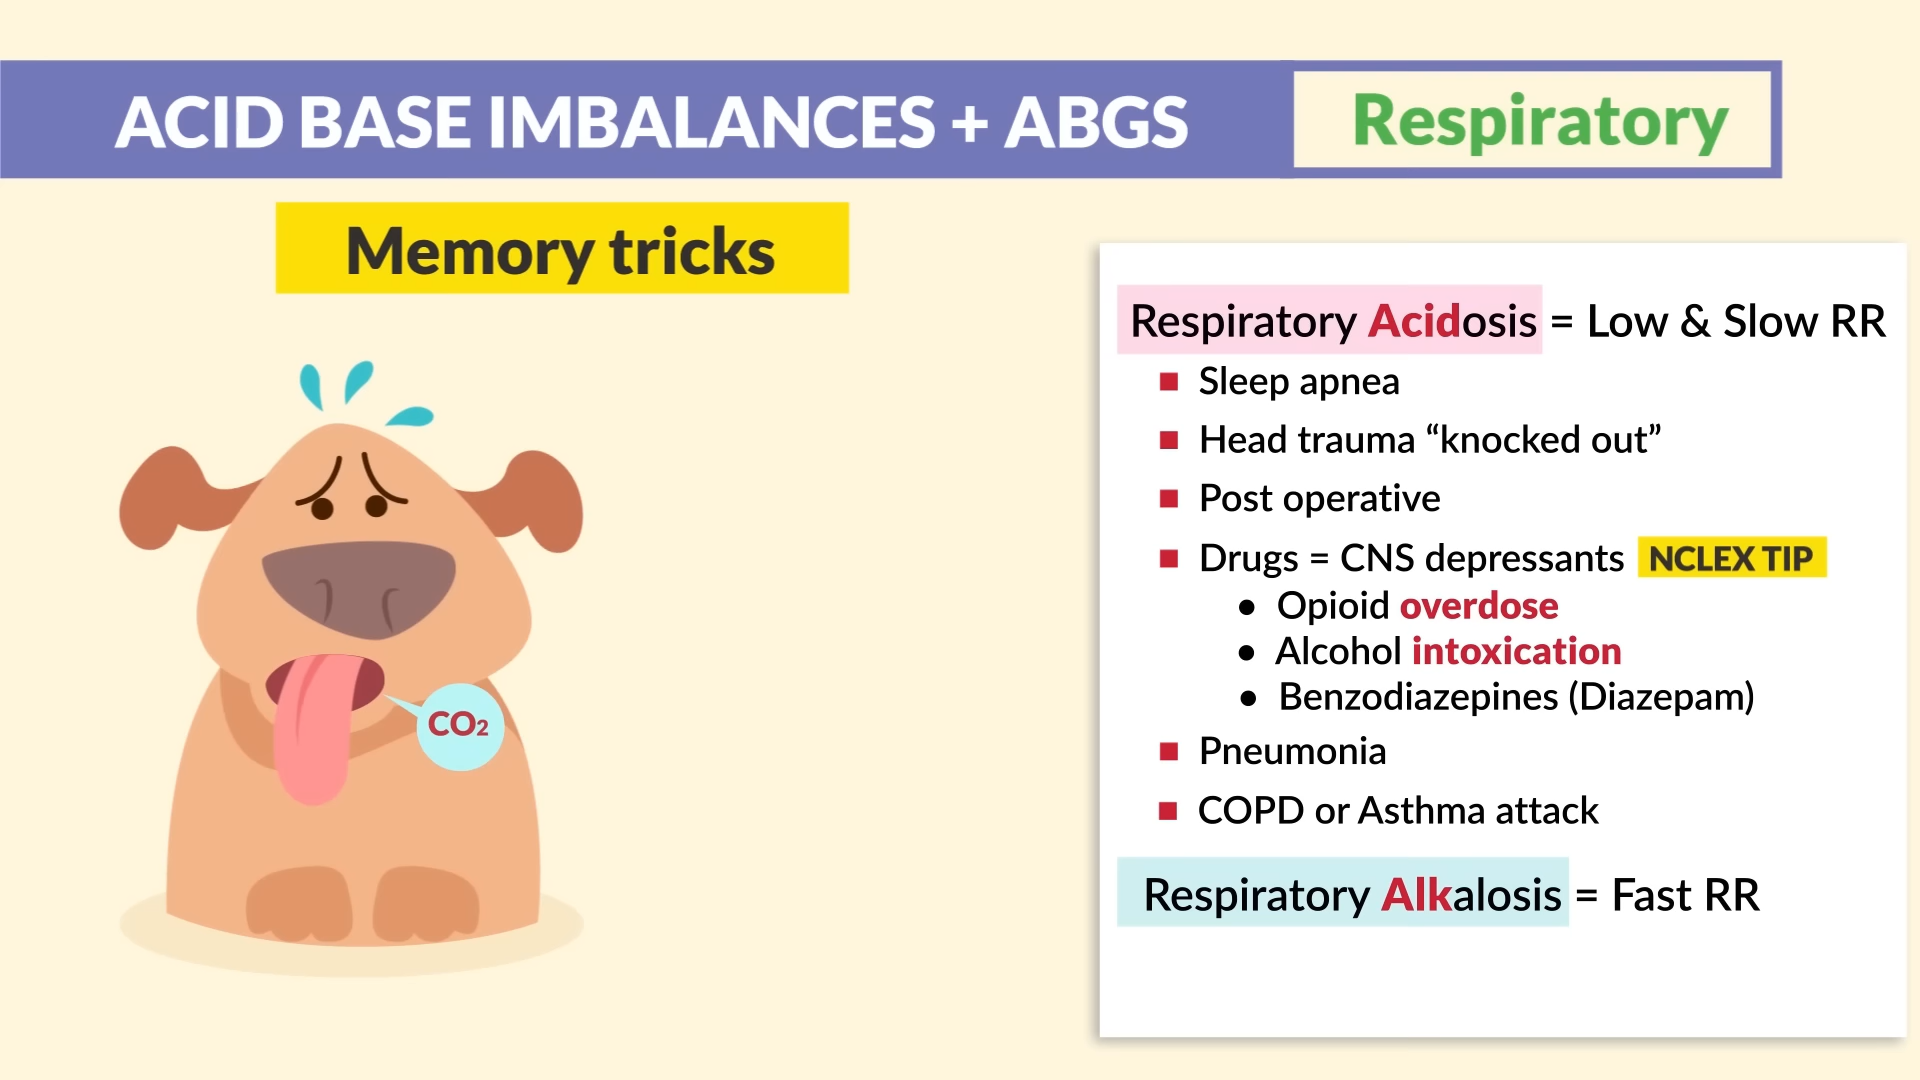 ACID BASE IMBALANCES + ABGS
Respiratory
Memory tricks
CO₂
Respiratory Acidosis = Low & Slow RR
■ Sleep apnea
■ Head trauma “knocked out”
■ Post operative
■ Drugs = CNS depressants NCLEX TIP
● Opioid overdose
● Alcohol intoxication
● Benzodiazepines (Diazepam)
■ Pneumonia
■ COPD or Asthma attack
Respiratory Alkalosis = Fast RR